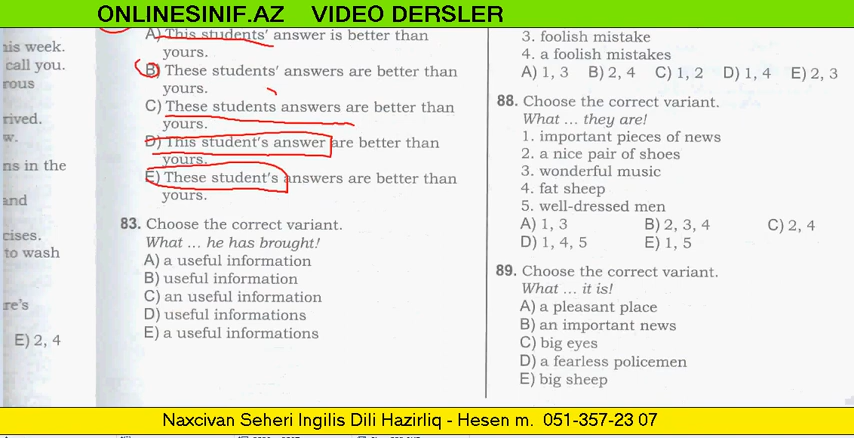 ONLINESINIF.AZ VIDEO DERSLER
his week.
call you.
rous
rived.
w.
ns in the
and
cises.
to wash
re's
E) 2, 4
A) This students' answer is better than
yours.
B) These students' answers are better than
yours.
C) These students answers are better than
yours.
D) This student's answer are better than
yours.
E) These student's answers are better than
yours.
83. Choose the correct variant.
What ... he has brought!
A) a useful information
B) useful information
C) an useful information
D) useful informations
E) a useful informations
3. foolish mistake
4. a foolish mistakes
A) 1, 3 B) 2, 4 C) 1, 2 D) 1, 4 E) 2, 3
88. Choose the correct variant.
What ... they are!
1. important pieces of news
2. a nice pair of shoes
3. wonderful music
4. fat sheep
5. well-dressed men
A) 1, 3 B) 2, 3, 4 C) 2, 4
D) 1, 4, 5 E) 1, 5
89. Choose the correct variant.
What ... it is!
A) a pleasant place
B) an important news
C) big eyes
D) a fearless policemen
E) big sheep
Naxcivan Seheri Ingilis Dili Hazirliq - Hesen m. 051-357-23 07